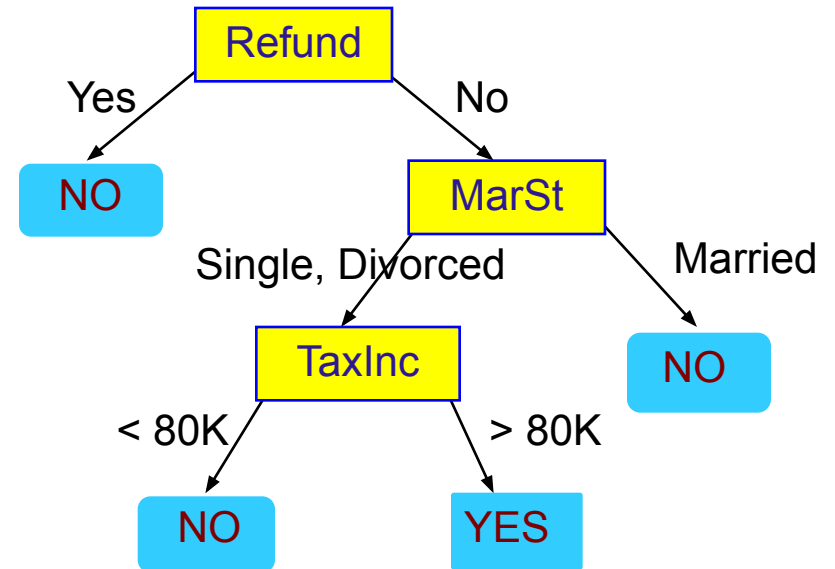 Refund
Yes
No
NO
MarSt
Single, Divorced
Married
TaxInc
NO
< 80K
> 80K
NO
YES